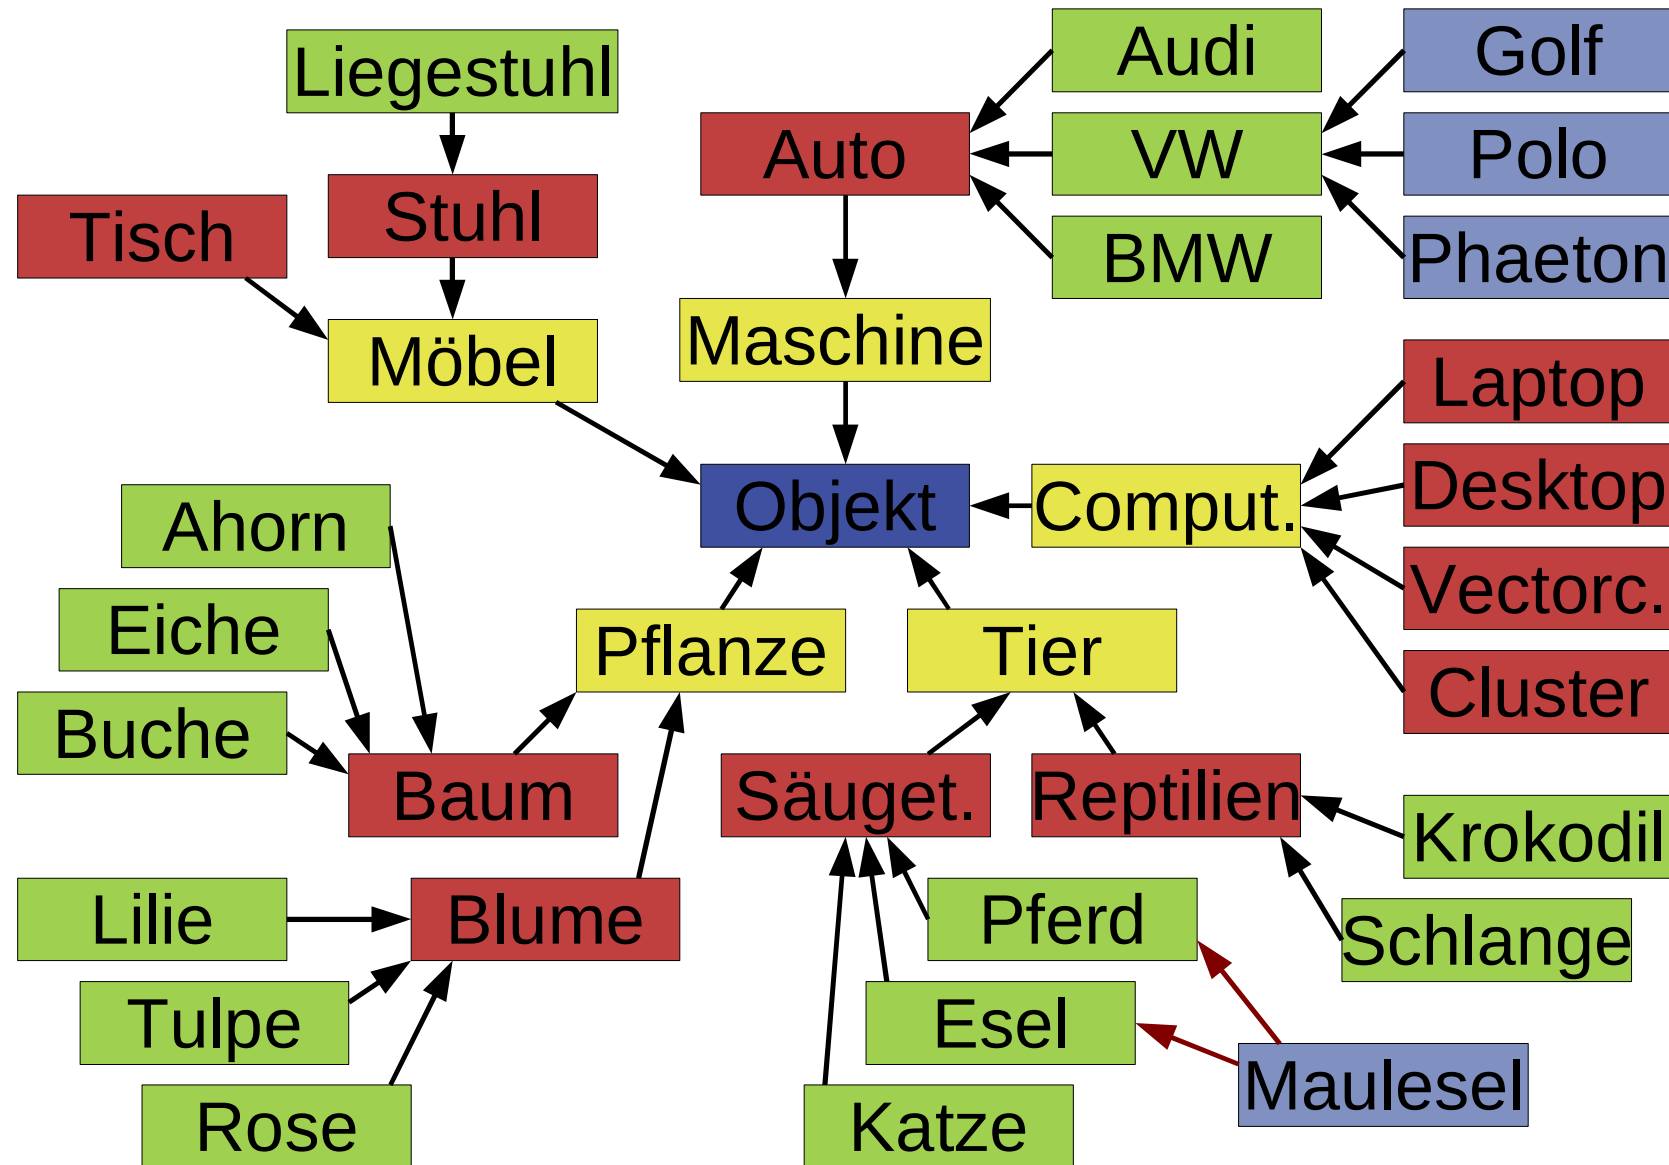 Liegestuhl
Audi
Golf
Auto
VW
Polo
Tisch
Stuhl
BMW
Phaeton
Möbel
Maschine
Laptop
Objekt
Comput.
Desktop
Ahorn
Vectorc.
Eiche
Pflanze
Tier
Cluster
Buche
Baum
Säuget.
Reptilien
Krokodil
Lilie
Blume
Pferd
Schlange
Tulpe
Esel
Maulesel
Rose
Katze